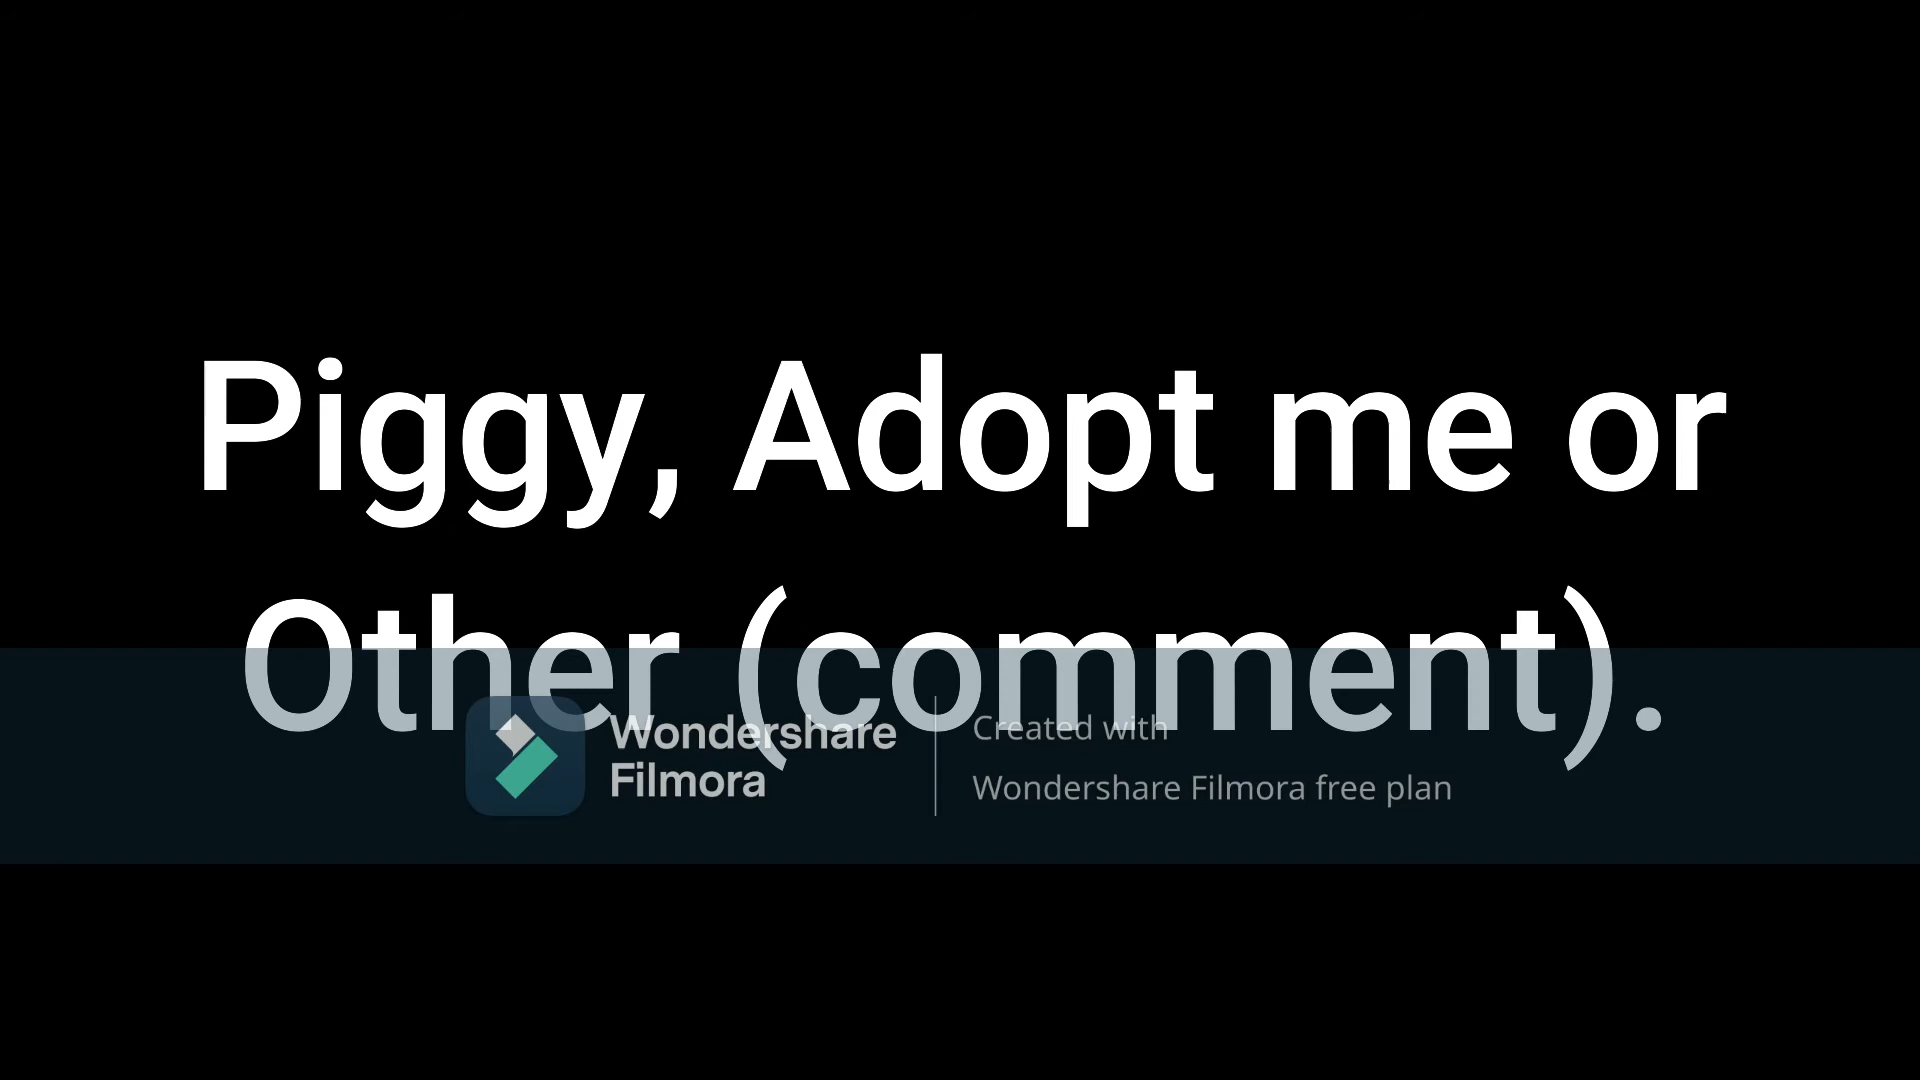 Piggy, Adopt me or
Other (comment).
Wondershare
Filmora
Created with
Wondershare Filmora free plan